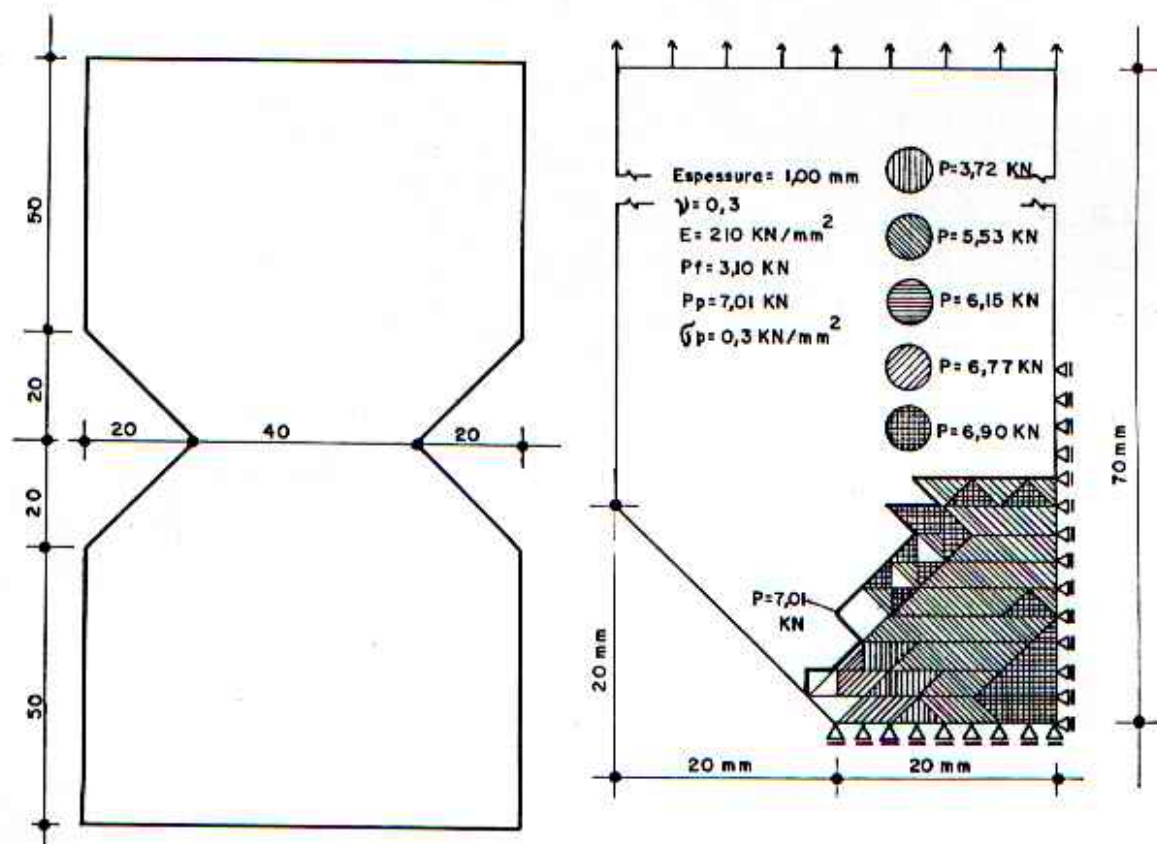 50
20
20
50
20
40
20
Espessura= 1,00 mm
ν= 0,3
E= 210 KN/mm²
Pf= 3,10 KN
Pp= 7,01 KN
σp= 0,3 KN/mm²
P= 3,72 KN
P= 5,53 KN
P= 6,15 KN
P= 6,77 KN
P= 6,90 KN
P= 7,01
KN
20 mm
70 mm
20 mm
20 mm